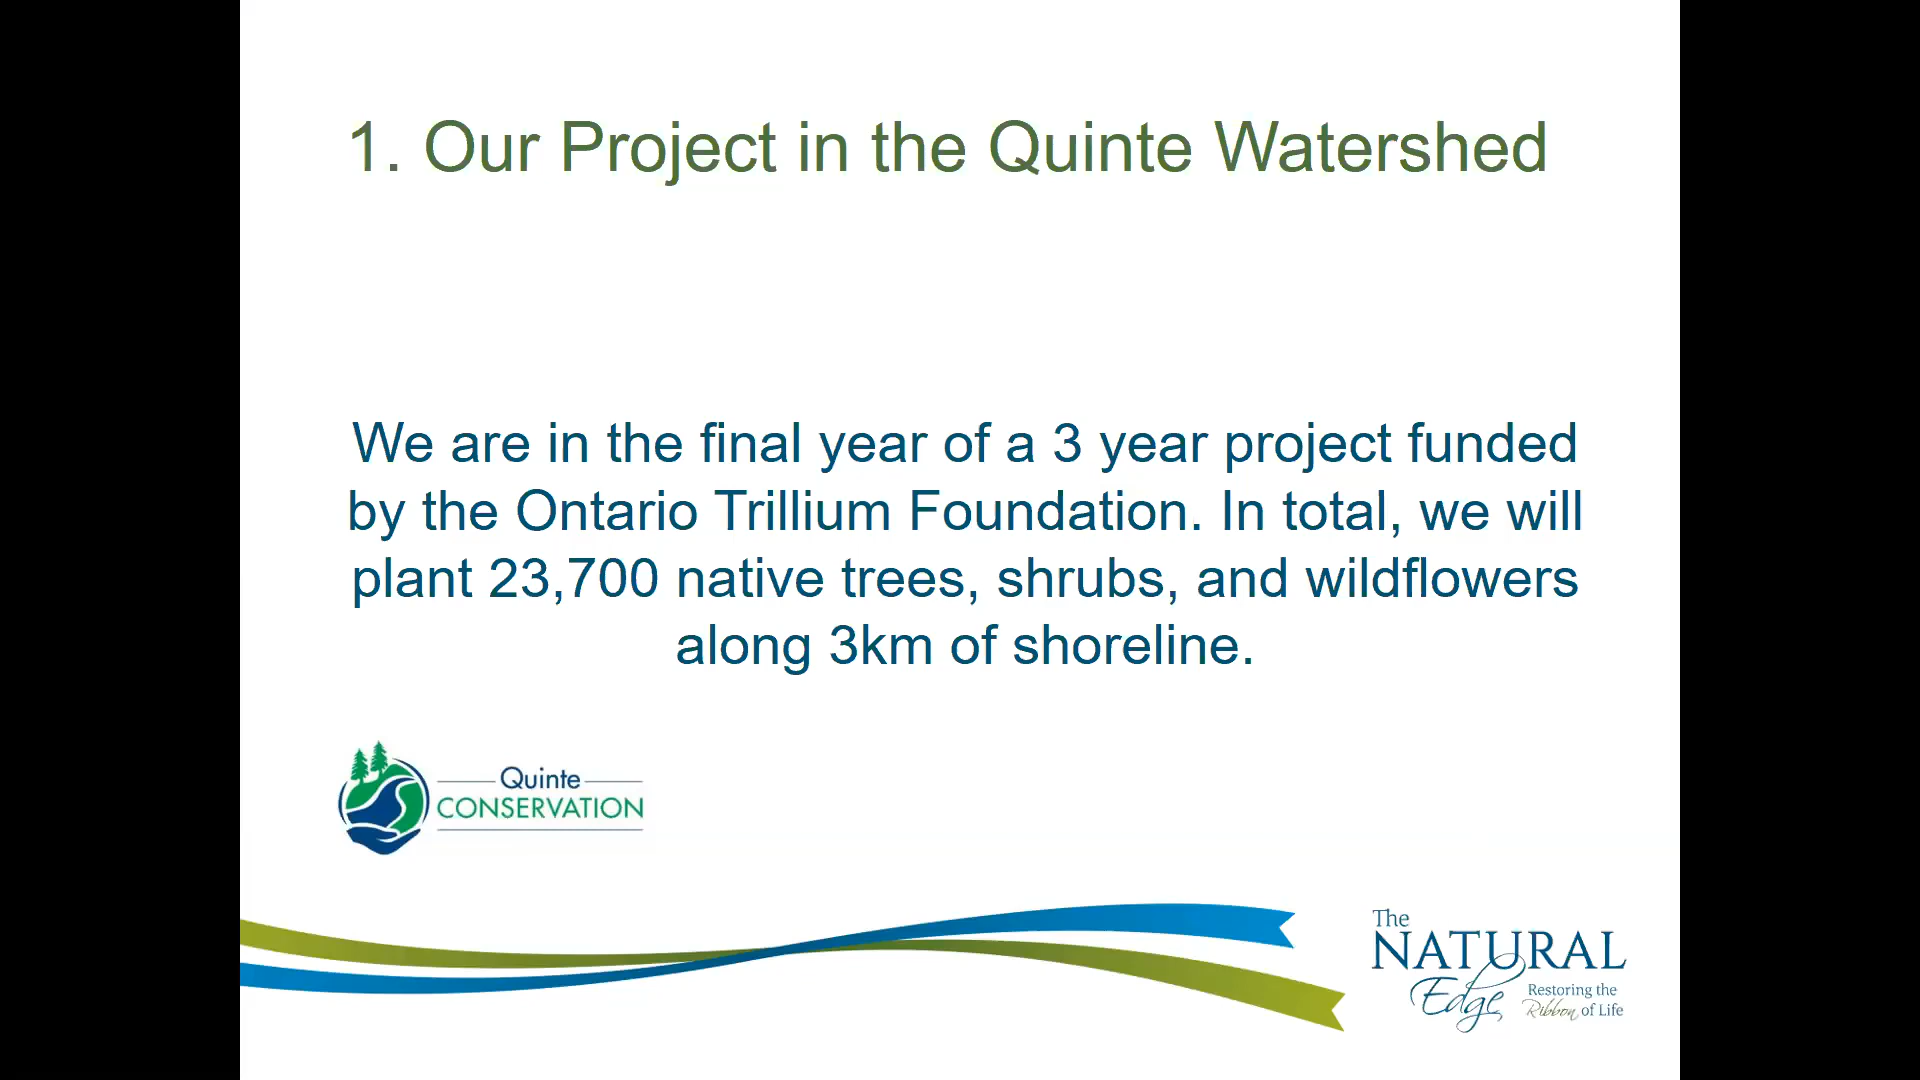 1. Our Project in the Quinte Watershed
We are in the final year of a 3 year project funded
by the Ontario Trillium Foundation. In total, we will
plant 23,700 native trees, shrubs, and wildflowers
along 3km of shoreline.
Quinte
CONSERVATION
The
NATURAL
Edge
Restoring the
Ribbon of Life